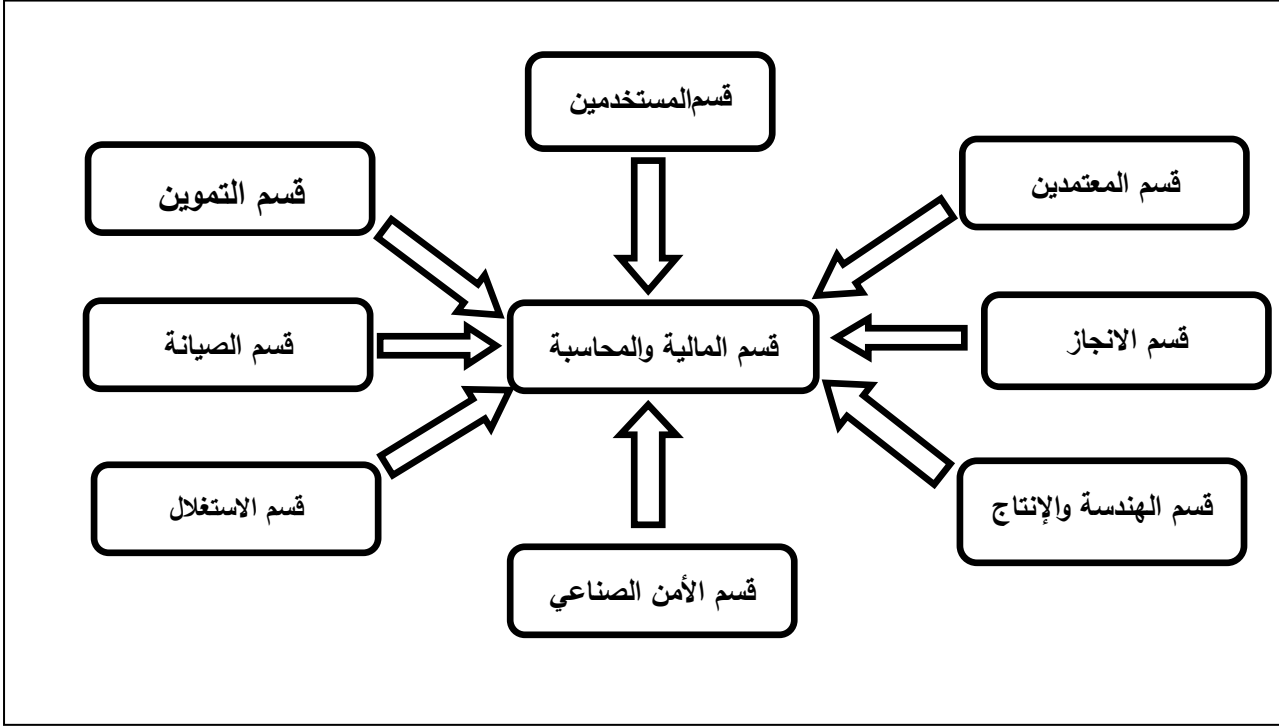 قسم المستخدمين
قسم المعتمدين
قسم التموين
قسم الانجاز
قسم المالية والمحاسبة
قسم الصيانة
قسم الهندسة والإنتاج
قسم الاستغلال
قسم الأمن الصناعي